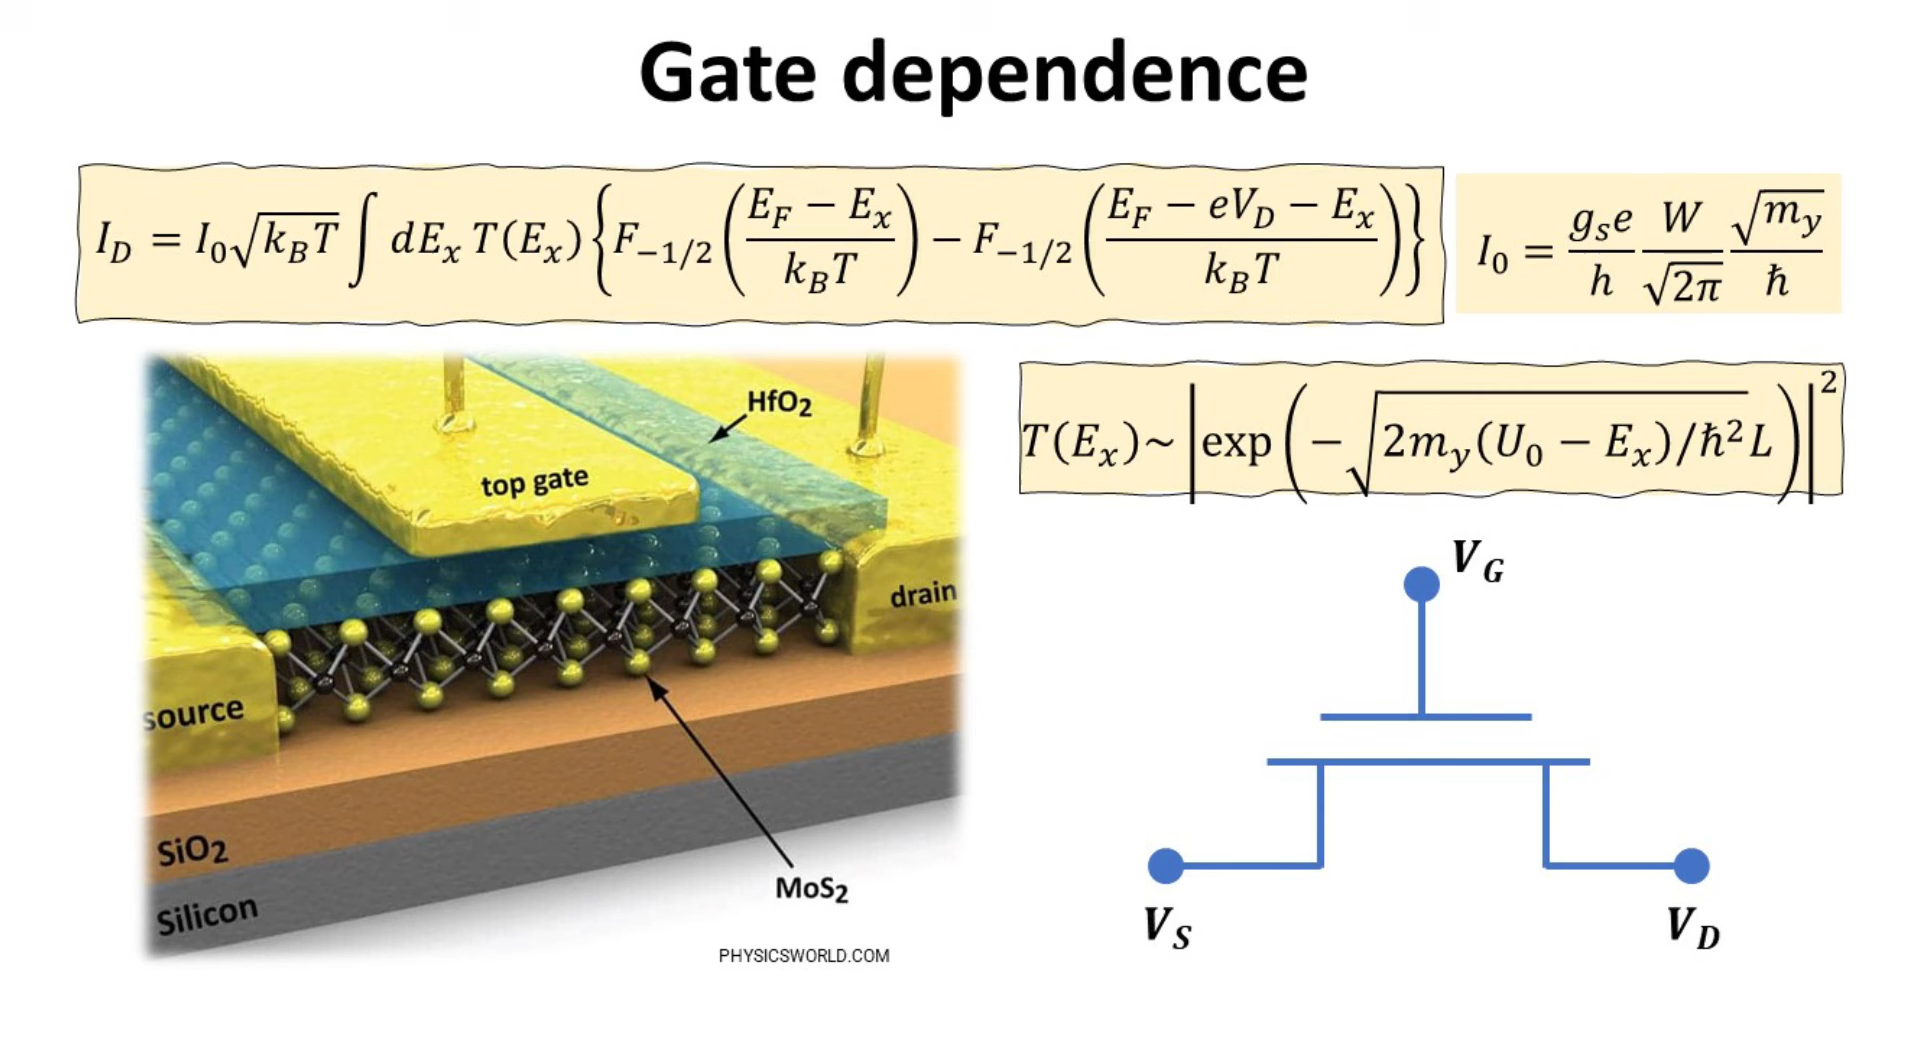 Gate dependence
I_D = I_0 √(k_B T) ∫ dE_x T(E_x) { F_{−1/2} ( (E_F − E_x) / (k_B T) ) − F_{−1/2} ( (E_F − eV_D − E_x) / (k_B T) ) }
I_0 = (g_s e / h) (W / √(2π)) (√(m_y) / ħ)
T(E_x)~ | exp ( − √(2m_y(U_0 − E_x)/ħ²) L ) |²
HfO₂
top gate
drain
source
SiO₂
MoS₂
Silicon
PHYSICSWORLD.COM
V_G
V_S
V_D